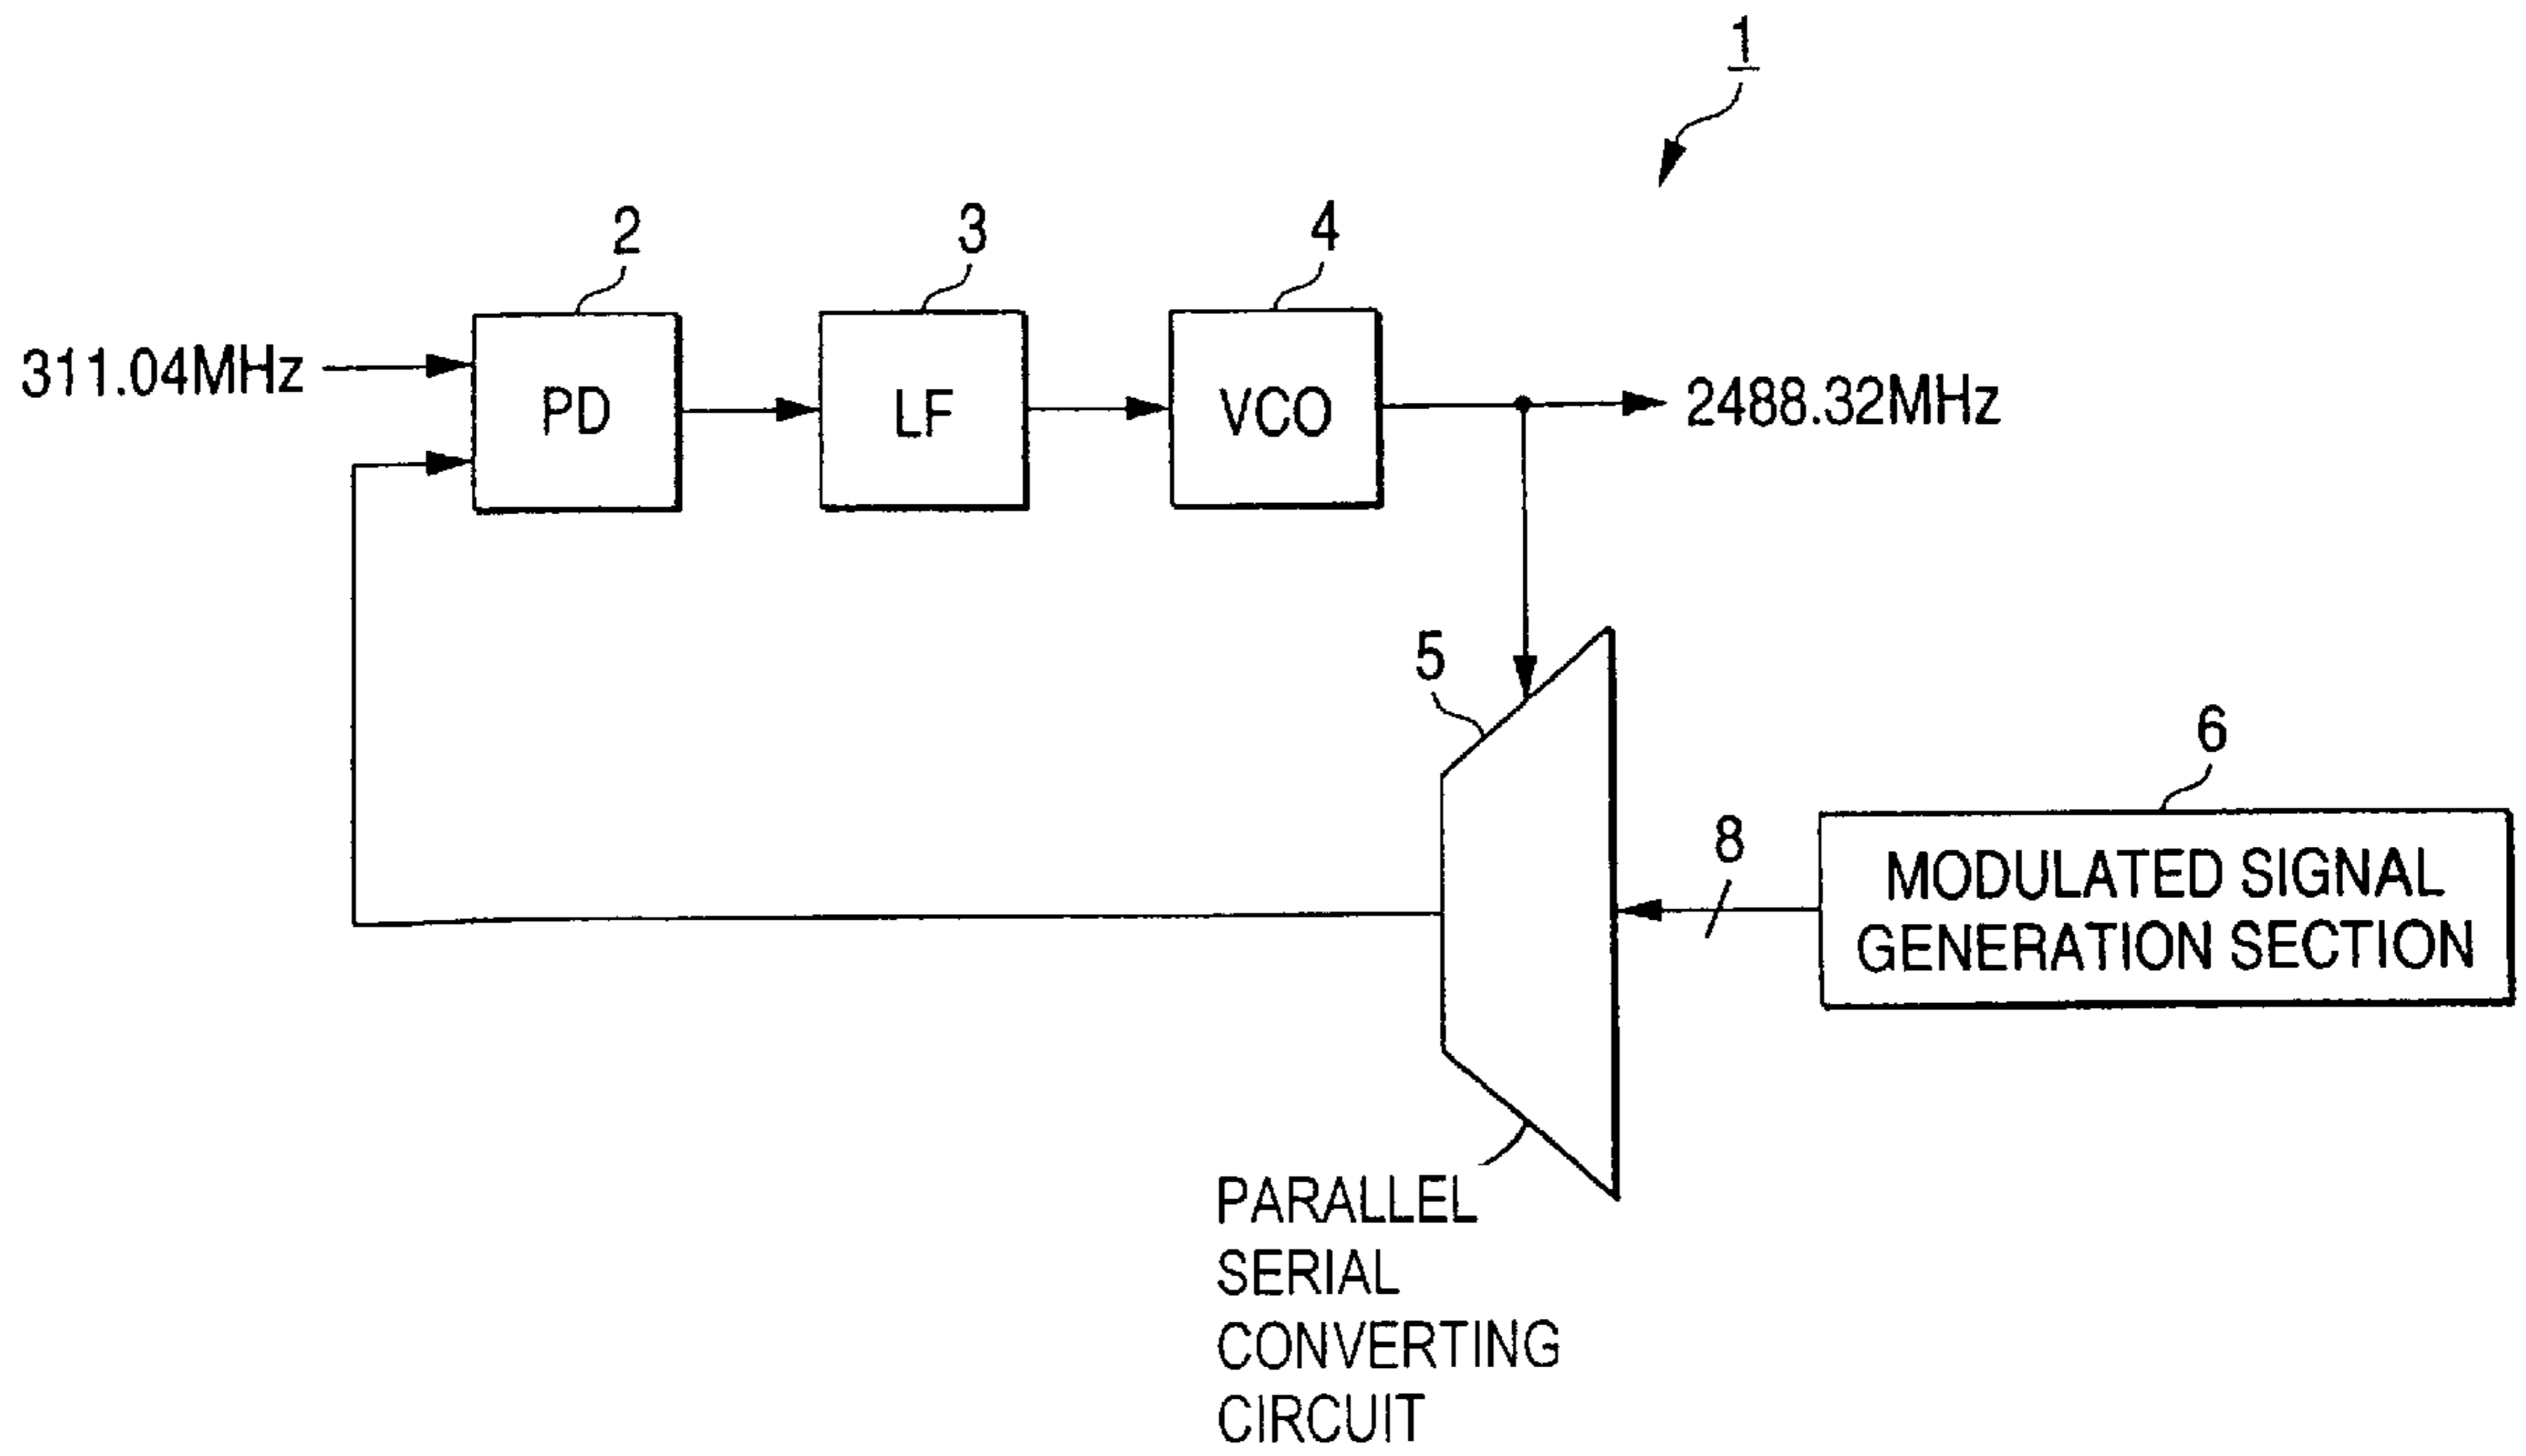 1
2
3
4
311.04MHz
PD
LF
VCO
2488.32MHz
5
6
8
MODULATED SIGNAL
GENERATION SECTION
PARALLEL
SERIAL
CONVERTING
CIRCUIT